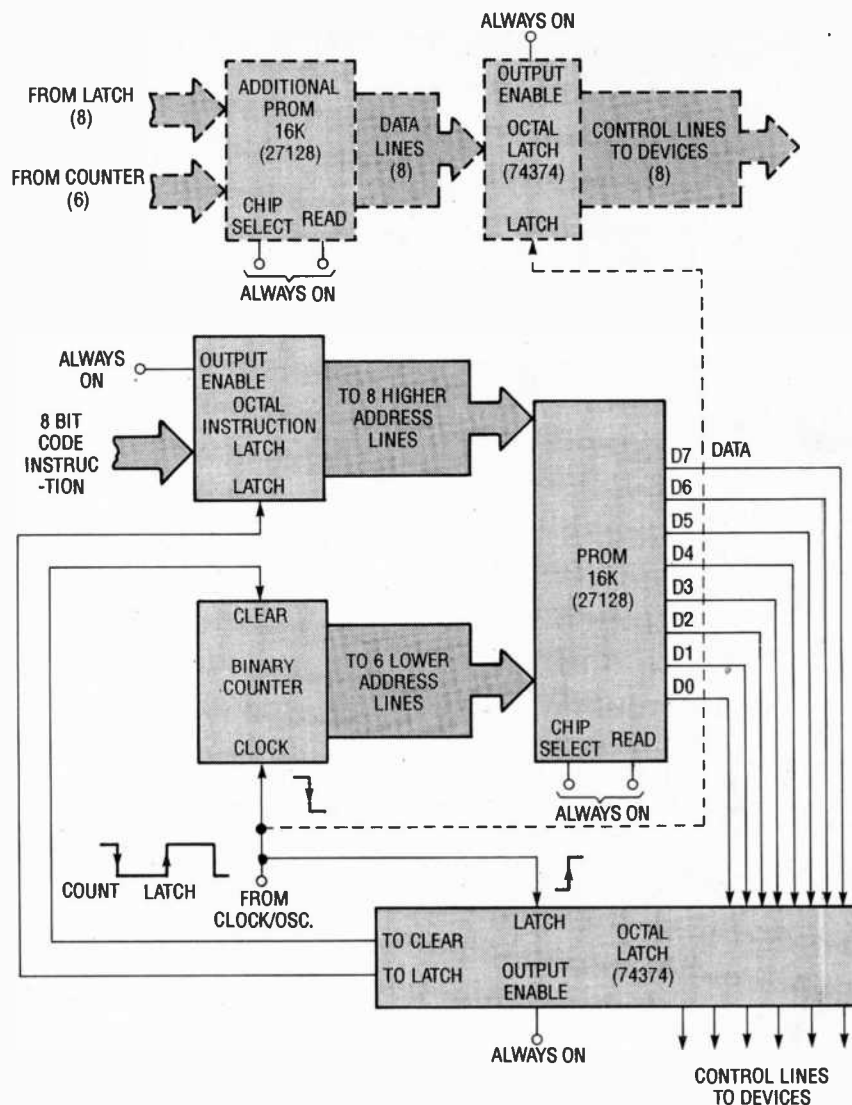 ALWAYS ON
FROM LATCH
(8)
FROM COUNTER
(6)
ADDITIONAL
PROM
16K
(27128)
CHIP
SELECT
READ
ALWAYS ON
DATA
LINES
(8)
OUTPUT
ENABLE
OCTAL
LATCH
(74374)
LATCH
CONTROL LINES
TO DEVICES
(8)
ALWAYS
ON
8 BIT
CODE
INSTRUC
-TION
OUTPUT
ENABLE
OCTAL
INSTRUCTION
LATCH
LATCH
TO 8 HIGHER
ADDRESS
LINES
CLEAR
BINARY
COUNTER
CLOCK
TO 6 LOWER
ADDRESS
LINES
PROM
16K
(27128)
CHIP
SELECT
READ
ALWAYS ON
D7 DATA
D6
D5
D4
D3
D2
D1
D0
COUNT LATCH
FROM
CLOCK/OSC.
TO CLEAR
TO LATCH
LATCH
OUTPUT
ENABLE
OCTAL
LATCH
(74374)
ALWAYS ON
CONTROL LINES
TO DEVICES